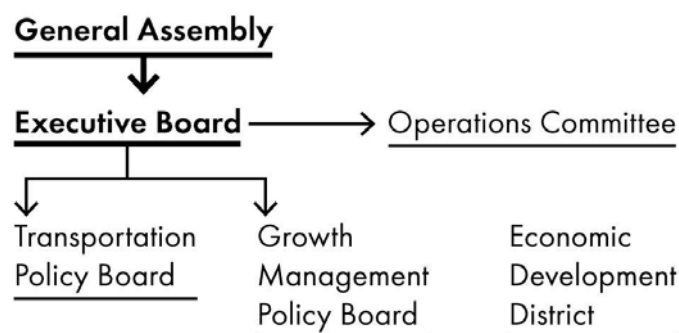 General Assembly
Executive Board
Operations Committee
Transportation
Policy Board
Growth
Management
Policy Board
Economic
Development
District